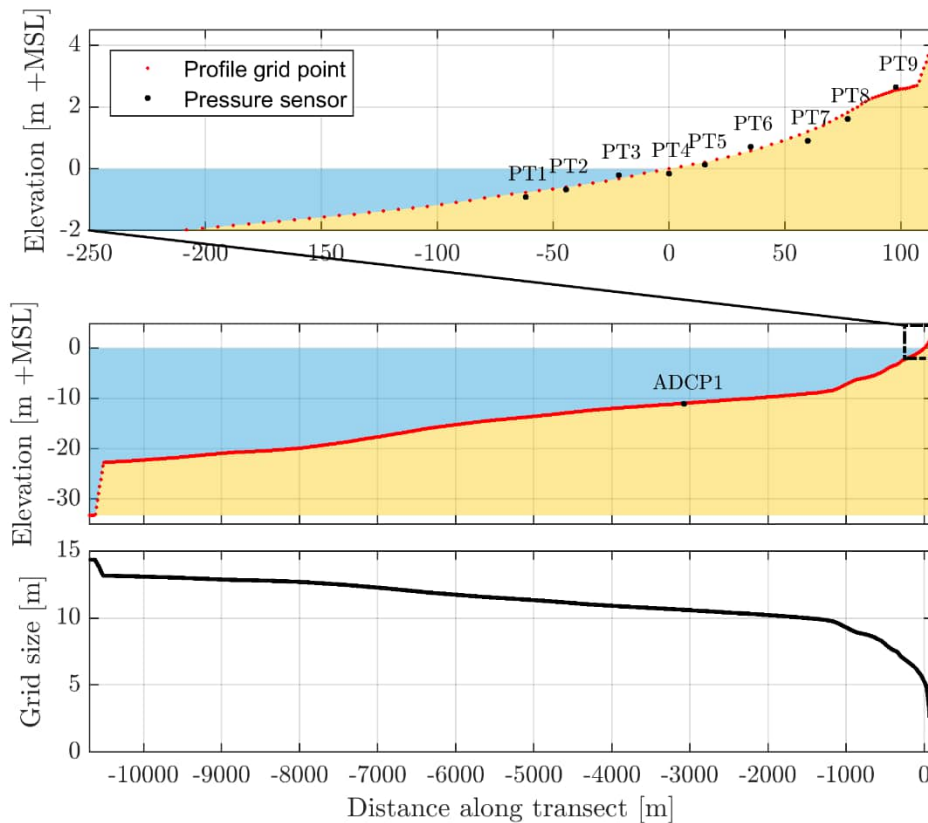 Elevation [m +MSL]
4
2
0
-2
Profile grid point
Pressure sensor
PT1
PT2
PT3
PT4
PT5
PT6
PT7
PT8
PT9
-250
-200
-150
-100
-50
0
50
100
Elevation [m +MSL]
0
-10
-20
-30
ADCP1
Grid size [m]
15
10
5
0
-10000
-9000
-8000
-7000
-6000
-5000
-4000
-3000
-2000
-1000
0
Distance along transect [m]